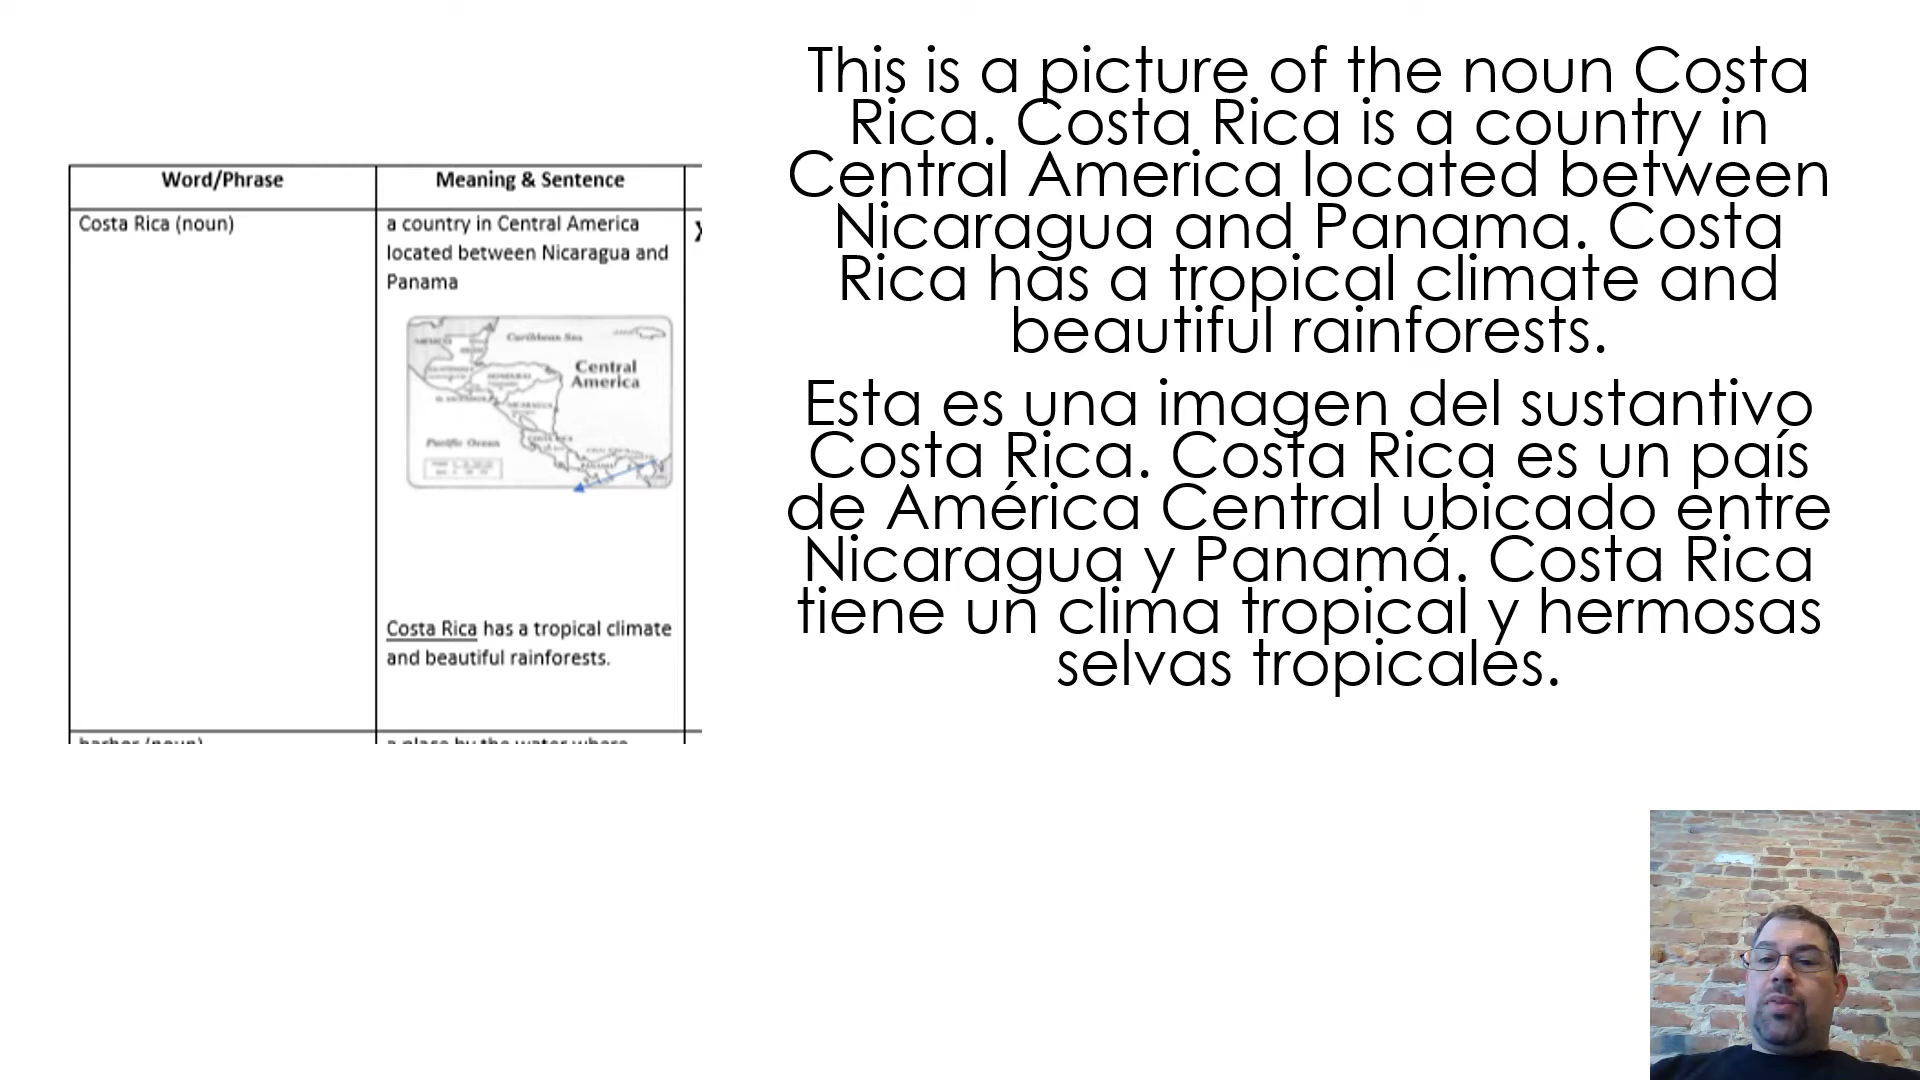 Word/Phrase
Meaning & Sentence
Costa Rica (noun)
a country in Central America
located between Nicaragua and
Panama
Caribbean Sea
Central
America
Pacific Ocean
Costa Rica has a tropical climate
and beautiful rainforests.
This is a picture of the noun Costa
Rica. Costa Rica is a country in
Central America located between
Nicaragua and Panama. Costa
Rica has a tropical climate and
beautiful rainforests.
Esta es una imagen del sustantivo
Costa Rica. Costa Rica es un país
de América Central ubicado entre
Nicaragua y Panamá. Costa Rica
tiene un clima tropical y hermosas
selvas tropicales.